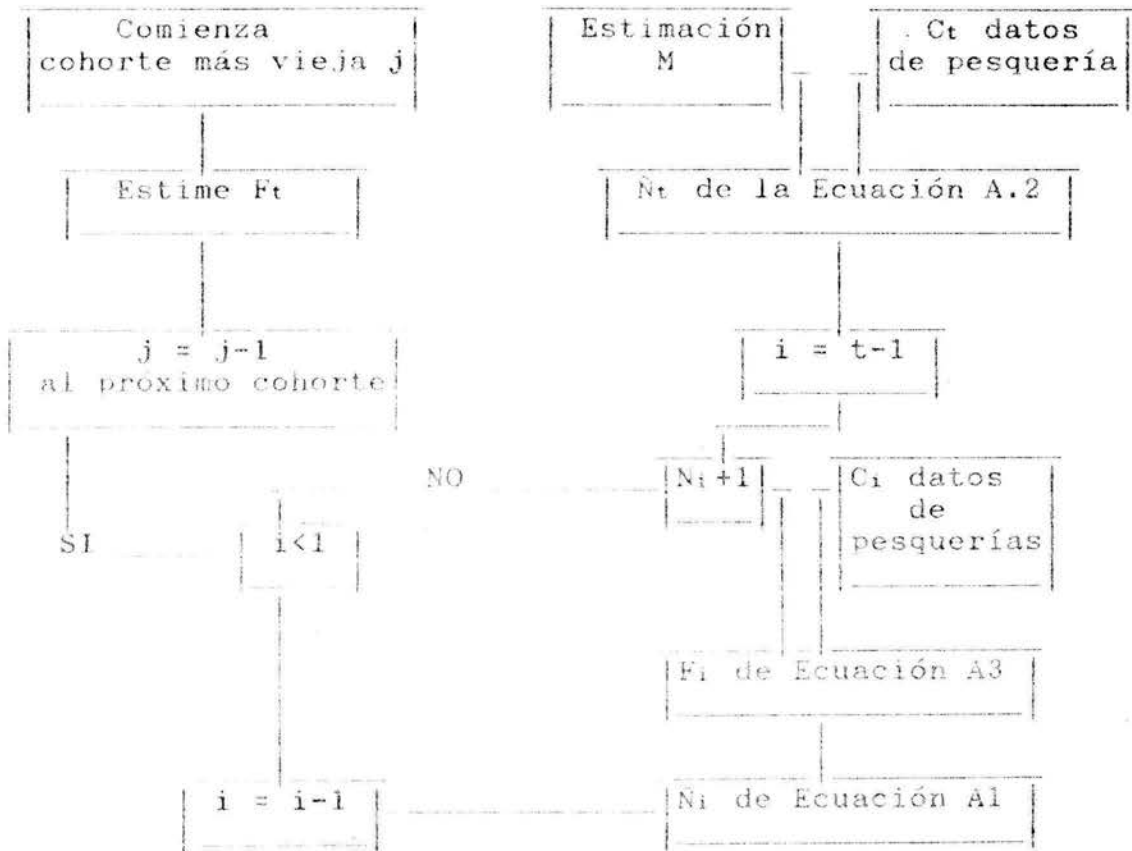 Comienza
cohorte más vieja j
Estimación
M
Ct datos
de pesquería
Estime Ft
Ñt de la Ecuación A.2
j = j-1
al próximo cohorte
i = t-1
NO
Ni+1
Ci datos
de
pesquerías
SI
i<1
Fi de Ecuación A3
i = i-1
Ñi de Ecuación A1